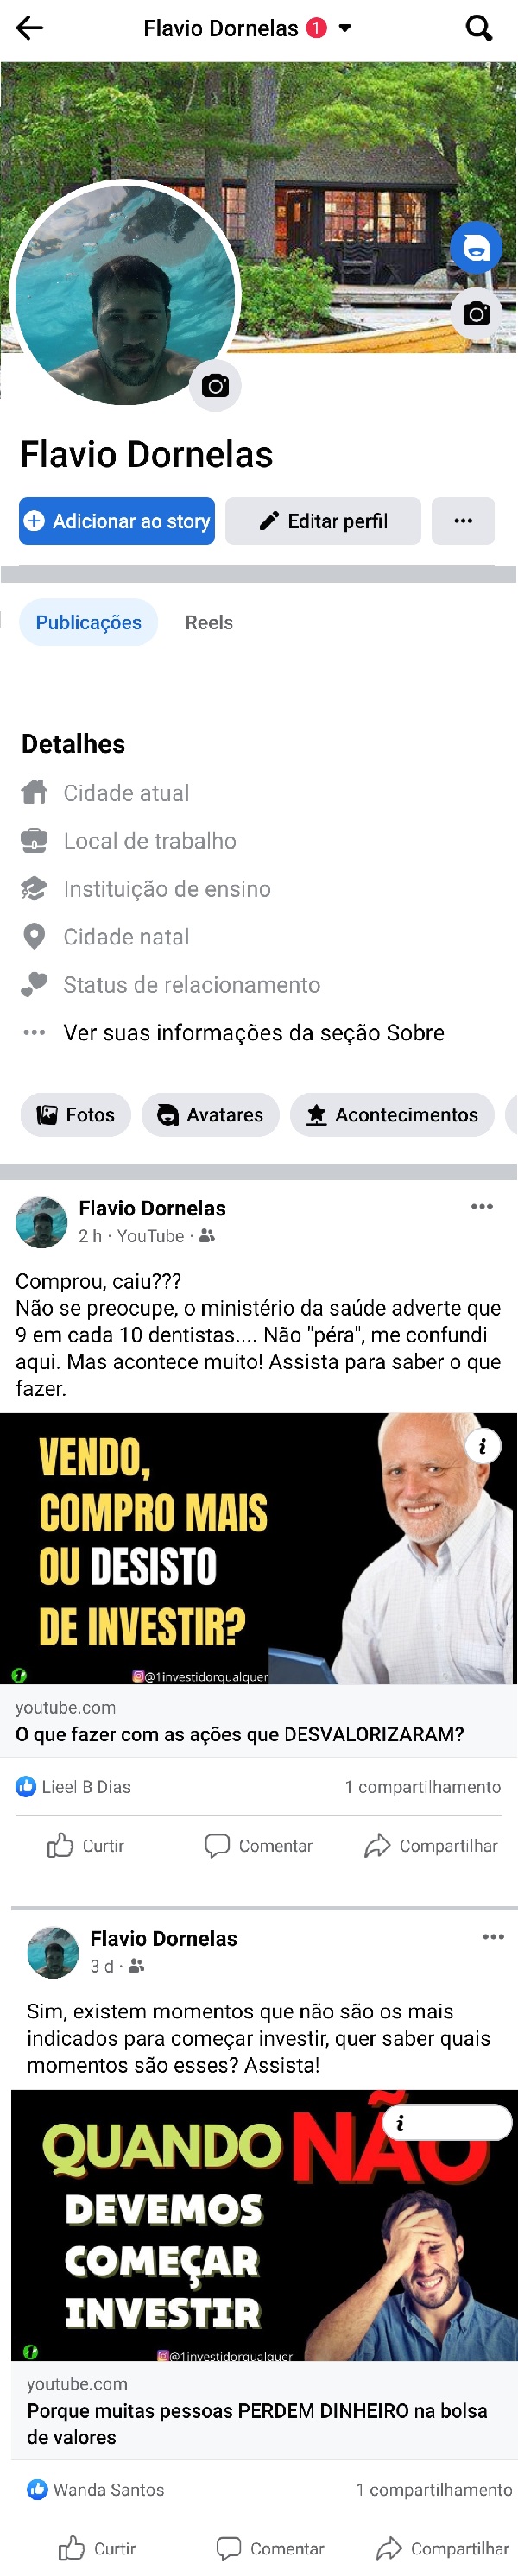 Flavio Dornelas 1
Flavio Dornelas
Adicionar ao story
Editar perfil
Publicações
Reels
Detalhes
Cidade atual
Local de trabalho
Instituição de ensino
Cidade natal
Status de relacionamento
Ver suas informações da seção Sobre
Fotos
Avatares
Acontecimentos
Flavio Dornelas
2 h · YouTube ·
Comprou, caiu???
Não se preocupe, o ministério da saúde adverte que
9 em cada 10 dentistas.... Não "péra", me confundi
aqui. Mas acontece muito! Assista para saber o que
fazer.
VENDO,
COMPRO MAIS
OU DESISTO
DE INVESTIR?
@1investidorqualquer
youtube.com
O que fazer com as ações que DESVALORIZARAM?
Lieel B Dias
1 compartilhamento
Curtir
Comentar
Compartilhar
Flavio Dornelas
3 d ·
Sim, existem momentos que não são os mais
indicados para começar investir, quer saber quais
momentos são esses? Assista!
QUANDO NÃO
DEVEMOS
COMEÇAR
INVESTIR
@1investidorqualquer
youtube.com
Porque muitas pessoas PERDEM DINHEIRO na bolsa
de valores
Wanda Santos
1 compartilhamento
Curtir
Comentar
Compartilhar